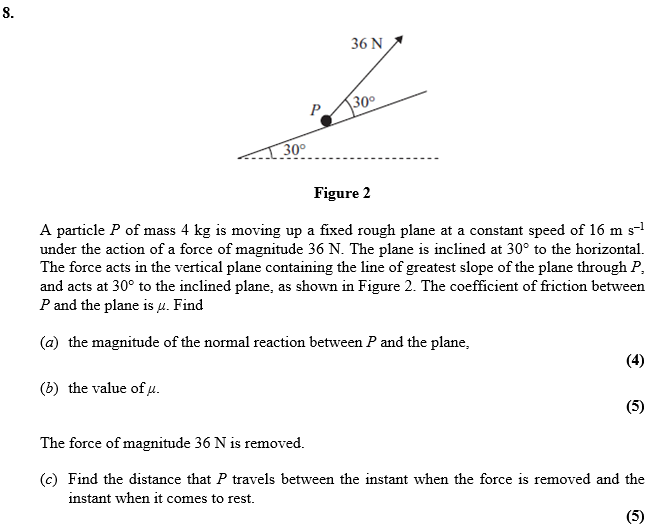 8.
36 N
P
30°
30°
Figure 2
A particle P of mass 4 kg is moving up a fixed rough plane at a constant speed of 16 m s⁻¹
under the action of a force of magnitude 36 N. The plane is inclined at 30° to the horizontal.
The force acts in the vertical plane containing the line of greatest slope of the plane through P,
and acts at 30° to the inclined plane, as shown in Figure 2. The coefficient of friction between
P and the plane is μ. Find
(a) the magnitude of the normal reaction between P and the plane,
(4)
(b) the value of μ.
(5)
The force of magnitude 36 N is removed.
(c) Find the distance that P travels between the instant when the force is removed and the
instant when it comes to rest.
(5)